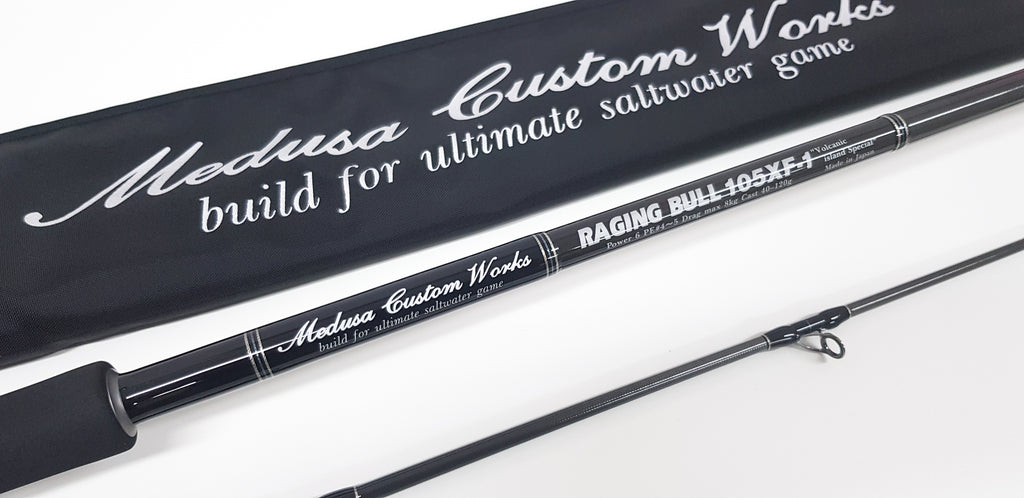 Medusa Custom Works
build for ultimate saltwater game
Medusa Custom Works
build for ultimate saltwater game
RAGING BULL 105XF-1
Power 6 PE#4~5 Drag max 8kg Cast 40-120g
"Volcanic
island Special"
Made in Japan